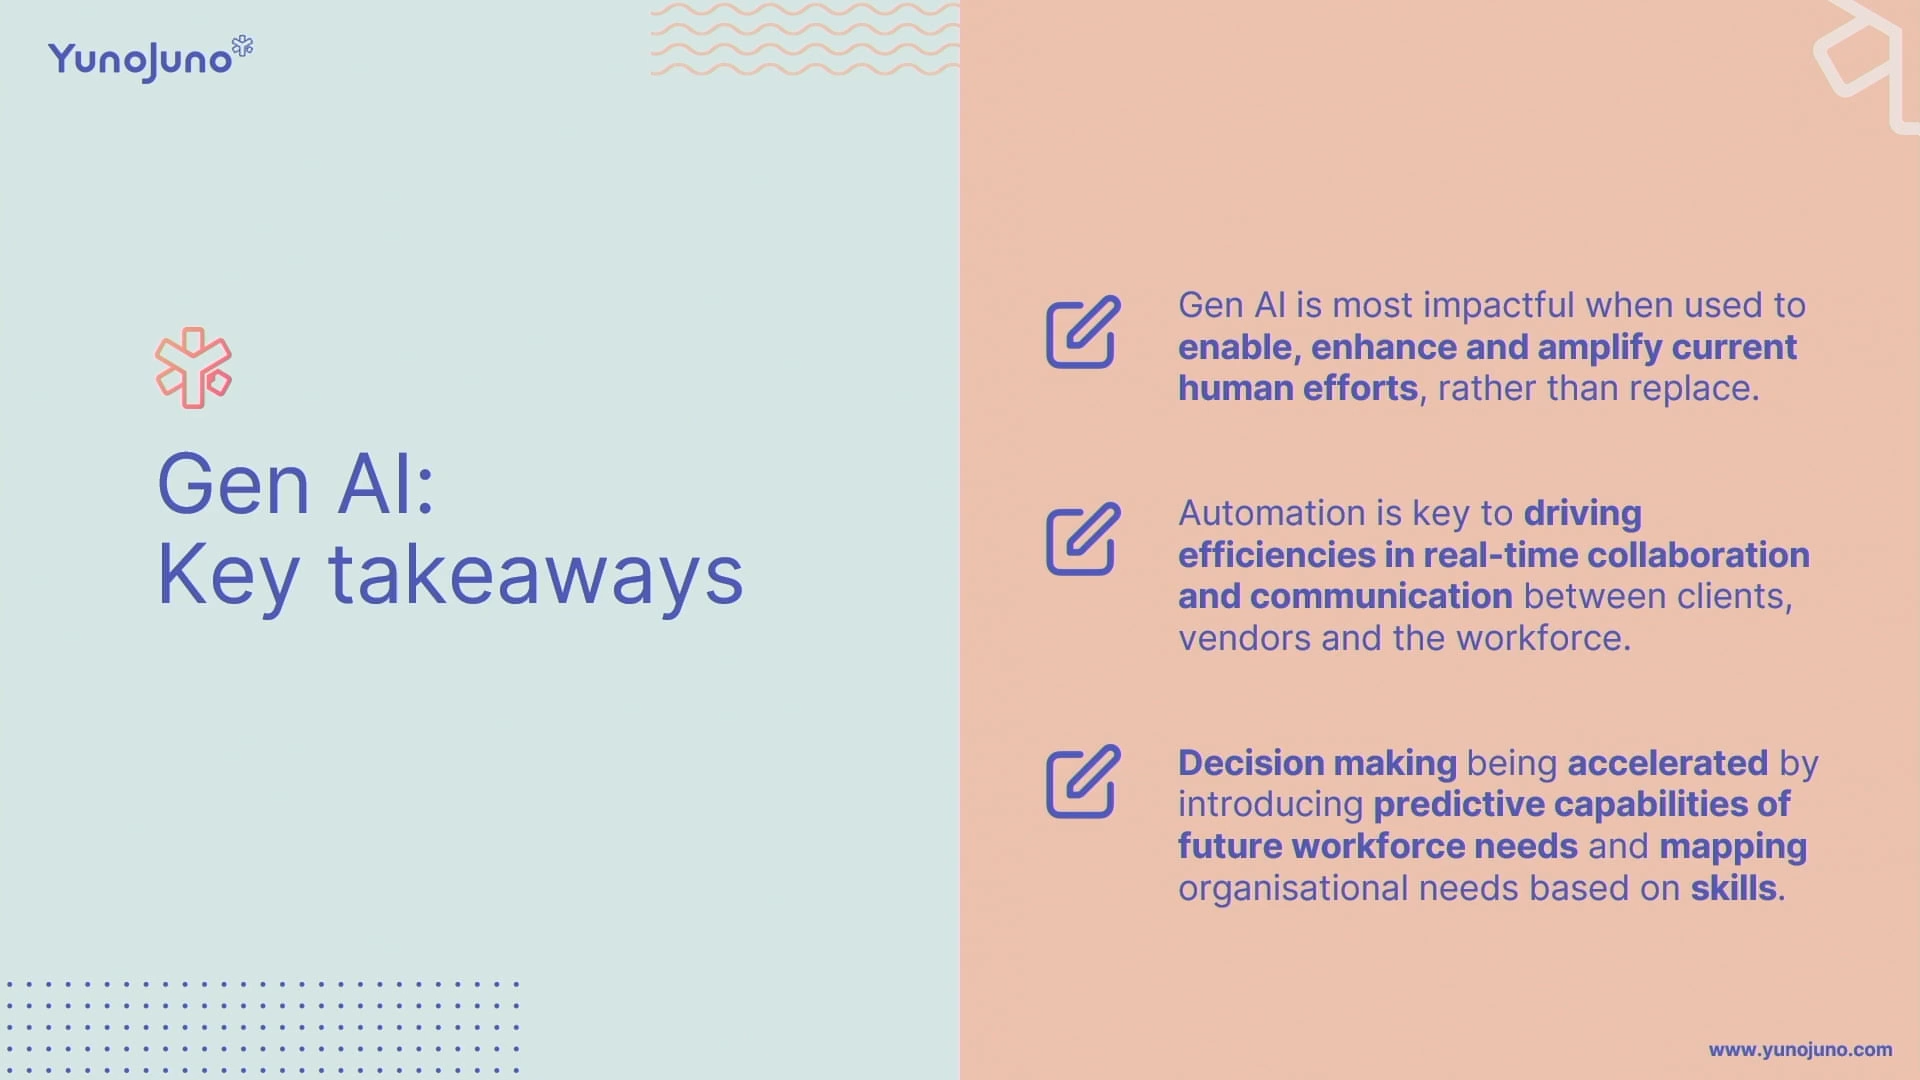 YunoJuno
Gen AI:
Key takeaways
Gen AI is most impactful when used to
enable, enhance and amplify current
human efforts, rather than replace.
Automation is key to driving
efficiencies in real-time collaboration
and communication between clients,
vendors and the workforce.
Decision making being accelerated by
introducing predictive capabilities of
future workforce needs and mapping
organisational needs based on skills.
www.yunojuno.com